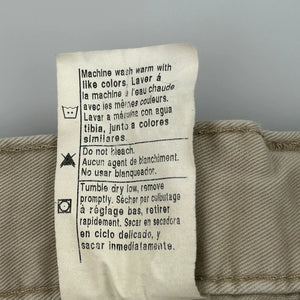 Machine wash warm with
like colors. Laver á
la machine a l'eau chaude
avec les mêmes couleurs.
Lavar a máquina con agua
tibia, junto a colores
similares.
Do not bleach.
Aucun agent de blanchiment.
No usar blanqueador.
Tumble dry low, remove
promptly. Sécher par culbutage
à réglage bas, retirer
rapidement. Sacar en secadora
en ciclo delicado, y
sacar inmediatamente.